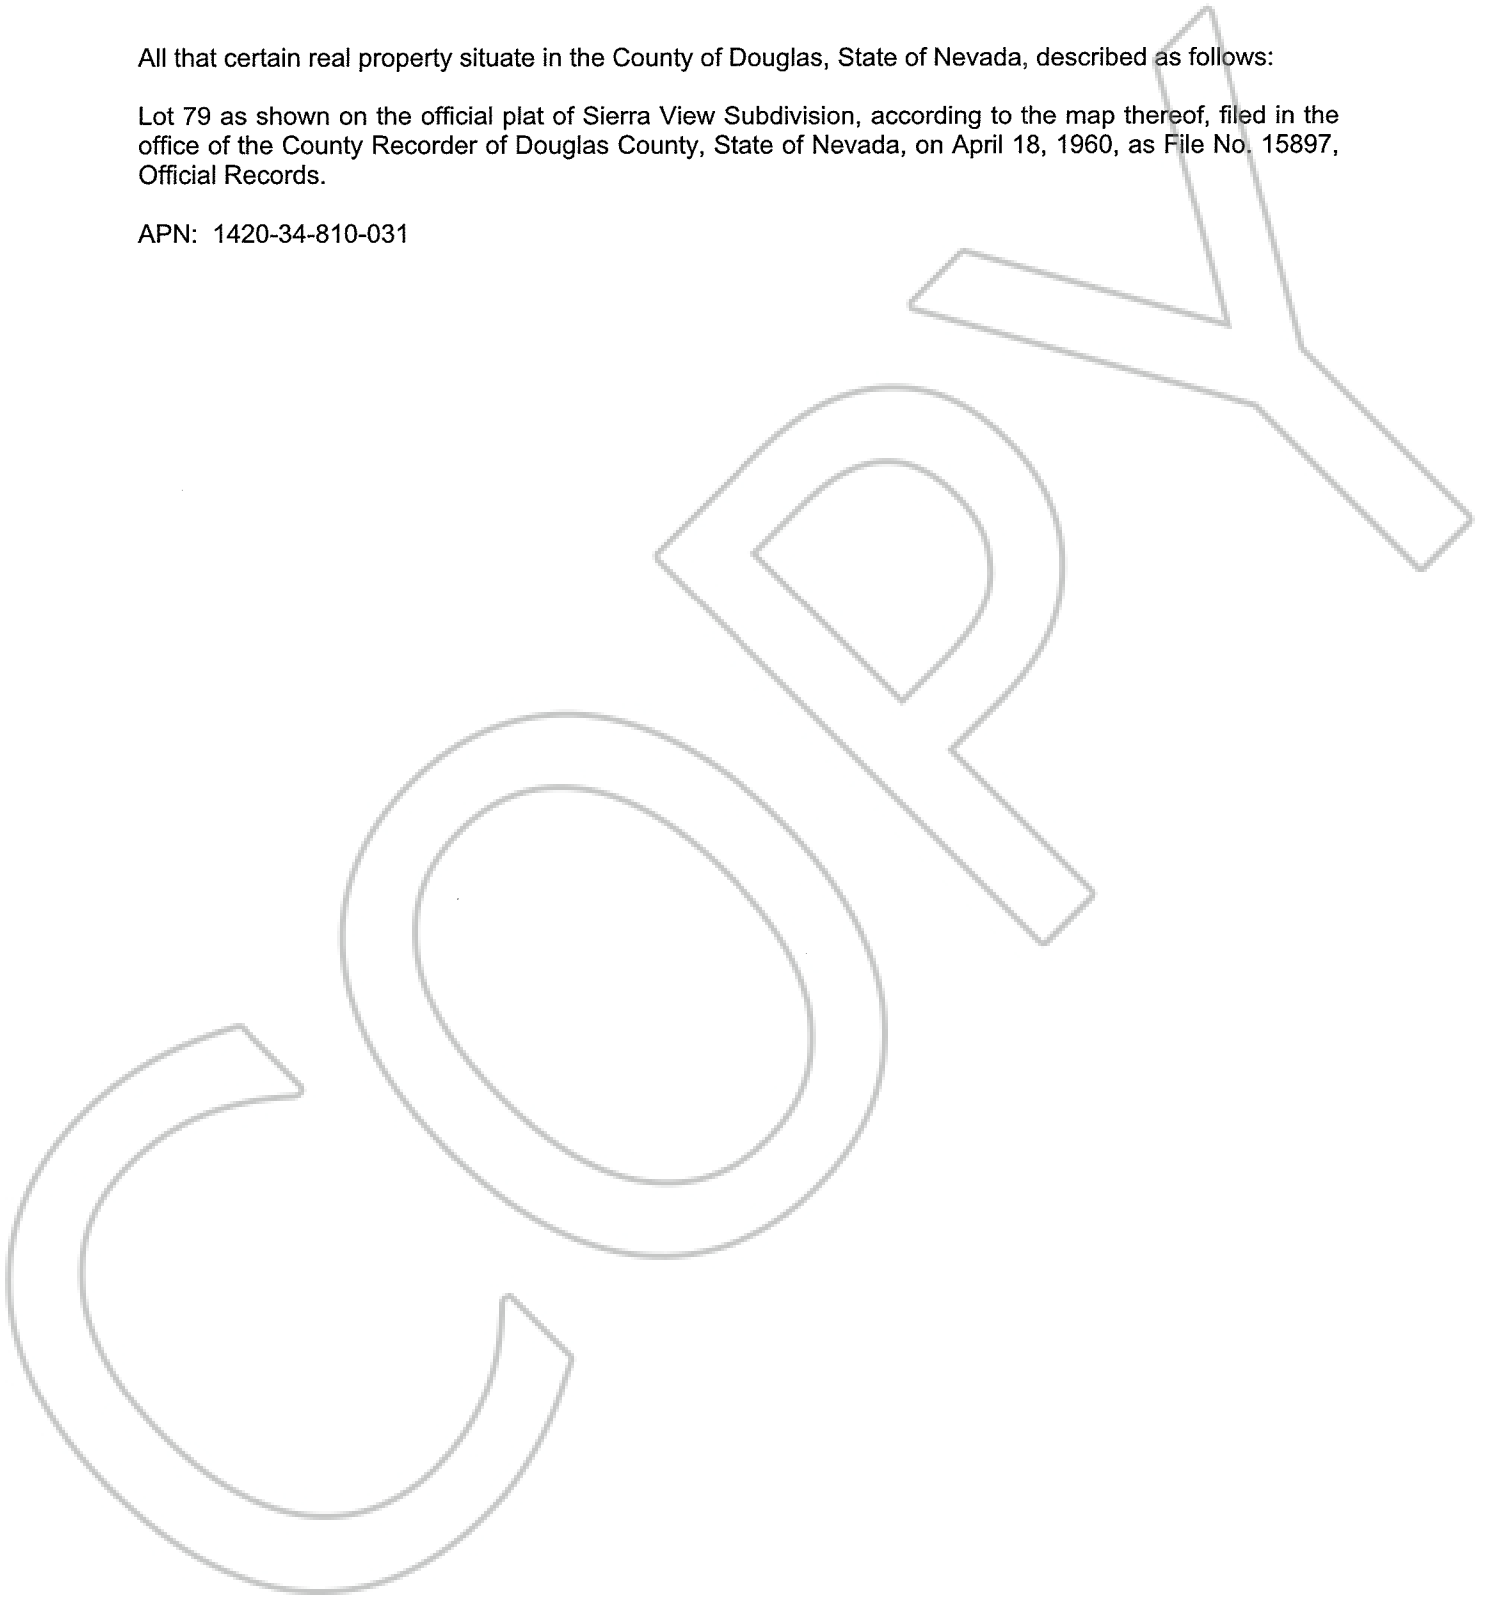 All that certain real property situate in the County of Douglas, State of Nevada, described as follows:
Lot 79 as shown on the official plat of Sierra View Subdivision, according to the map thereof, filed in the
office of the County Recorder of Douglas County, State of Nevada, on April 18, 1960, as File No. 15897,
Official Records.
APN: 1420-34-810-031
COPY